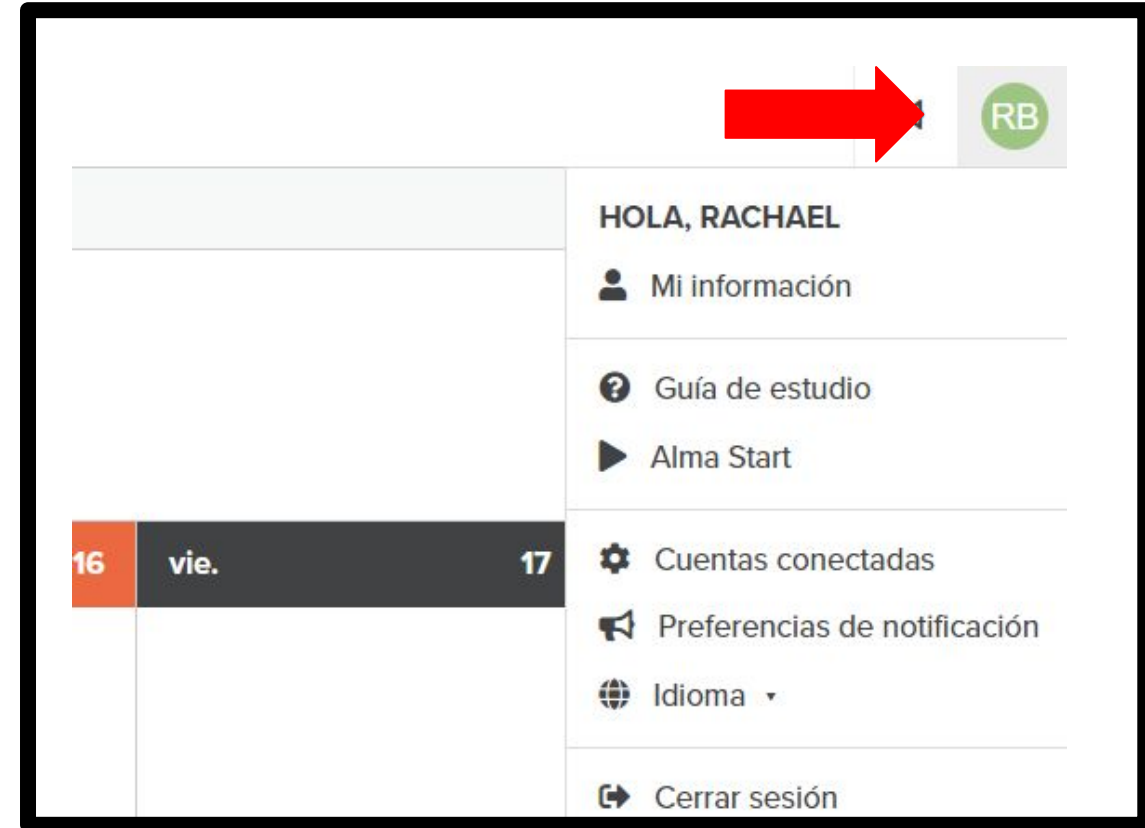 RB
HOLA, RACHAEL
Mi información
Guía de estudio
Alma Start
16 vie. 17
Cuentas conectadas
Preferencias de notificación
Idioma
Cerrar sesión